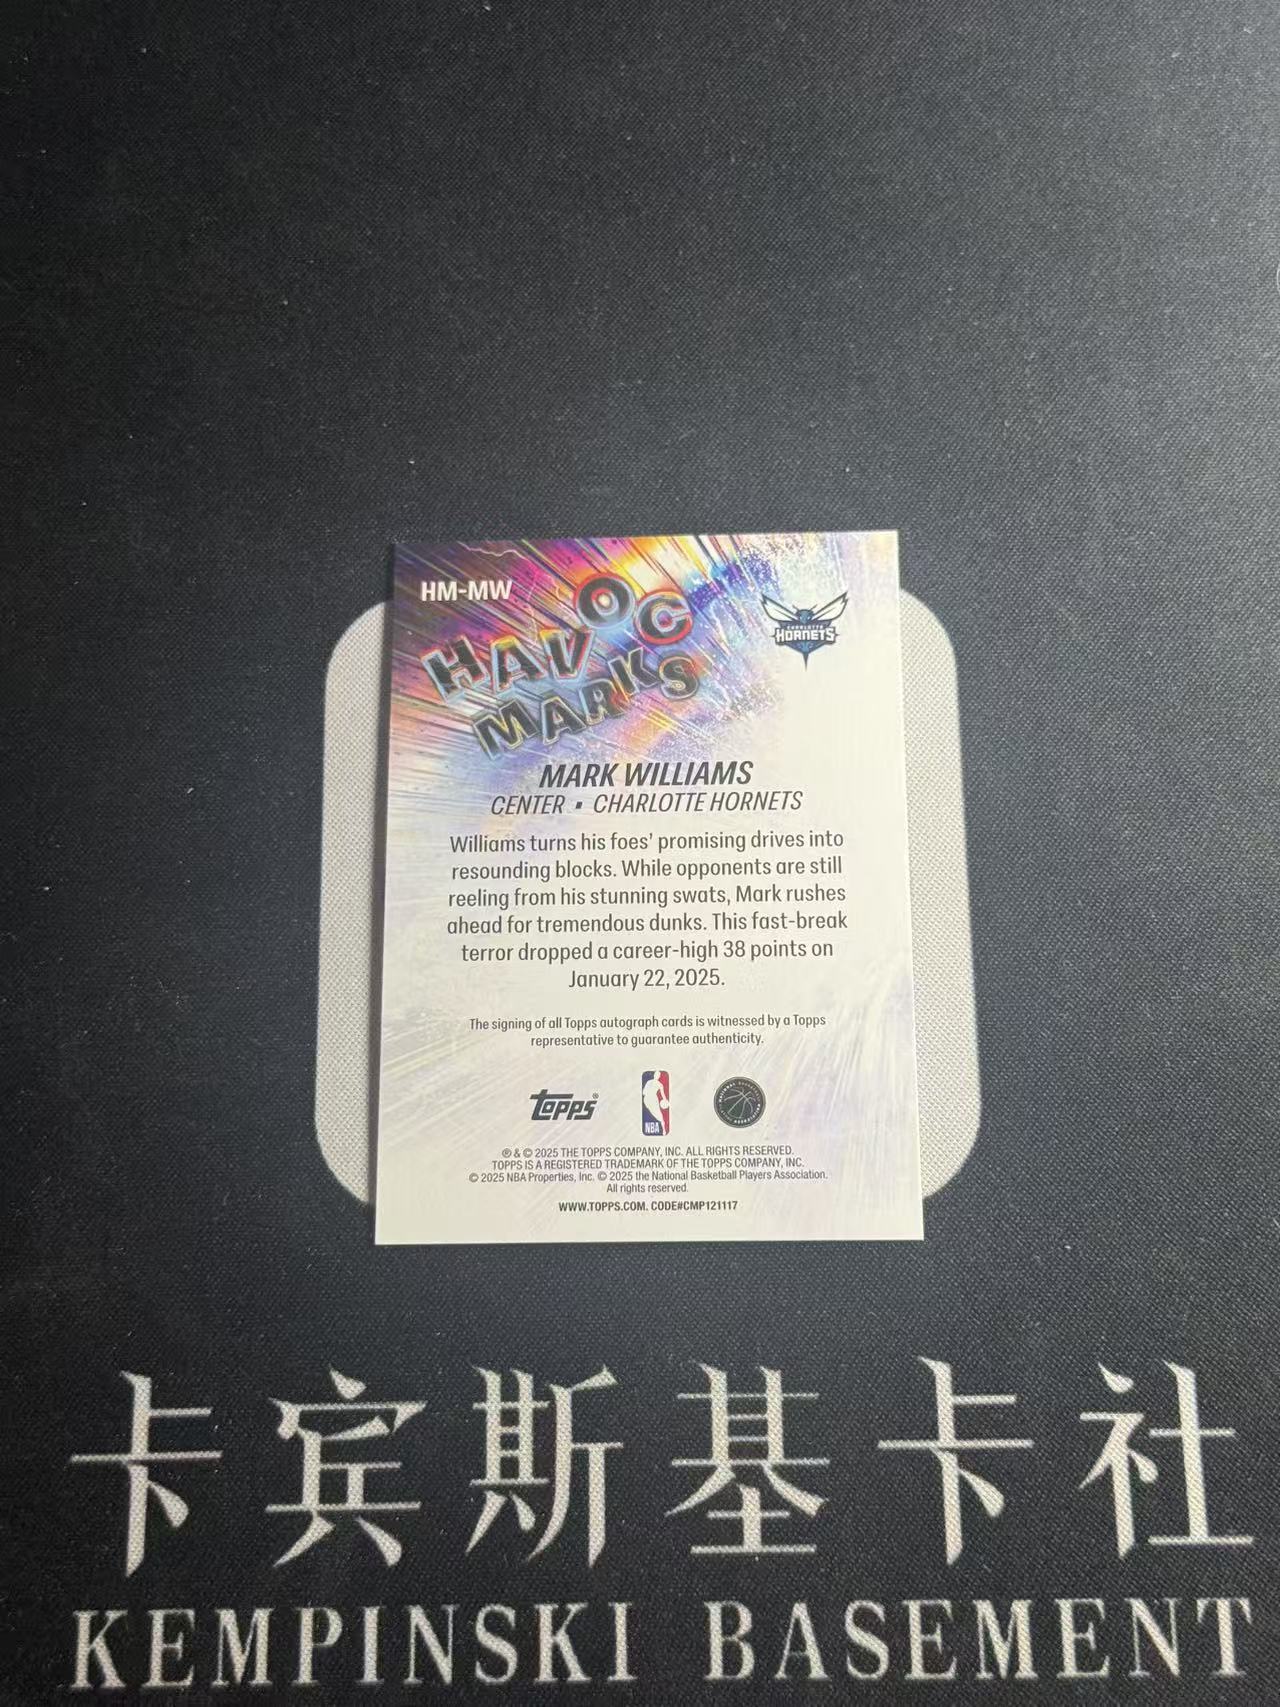 HM-MW
HAVOC
MARKS
CHARLOTTE
HORNETS
MARK WILLIAMS
CENTER ▪ CHARLOTTE HORNETS
Williams turns his foes’ promising drives into
resounding blocks. While opponents are still
reeling from his stunning swats, Mark rushes
ahead for tremendous dunks. This fast-break
terror dropped a career-high 38 points on
January 22, 2025.
The signing of all Topps autograph cards is witnessed by a Topps
representative to guarantee authenticity.
Topps®
NBA
® & © 2025 THE TOPPS COMPANY, INC. ALL RIGHTS RESERVED.
TOPPS IS A REGISTERED TRADEMARK OF THE TOPPS COMPANY, INC.
© 2025 NBA Properties, Inc. © 2025 the National Basketball Players Association.
All rights reserved.
WWW.TOPPS.COM. CODE#CMP121117
卡宾斯基卡社
KEMPINSKI BASEMENT